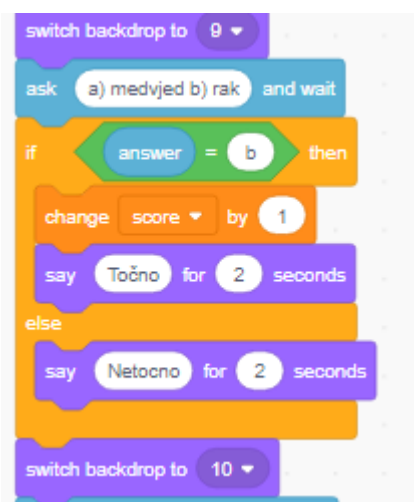 switch backdrop to 9
ask a) medvjed b) rak and wait
if answer = b then
change score by 1
say Točno for 2 seconds
else
say Netocno for 2 seconds
switch backdrop to 10